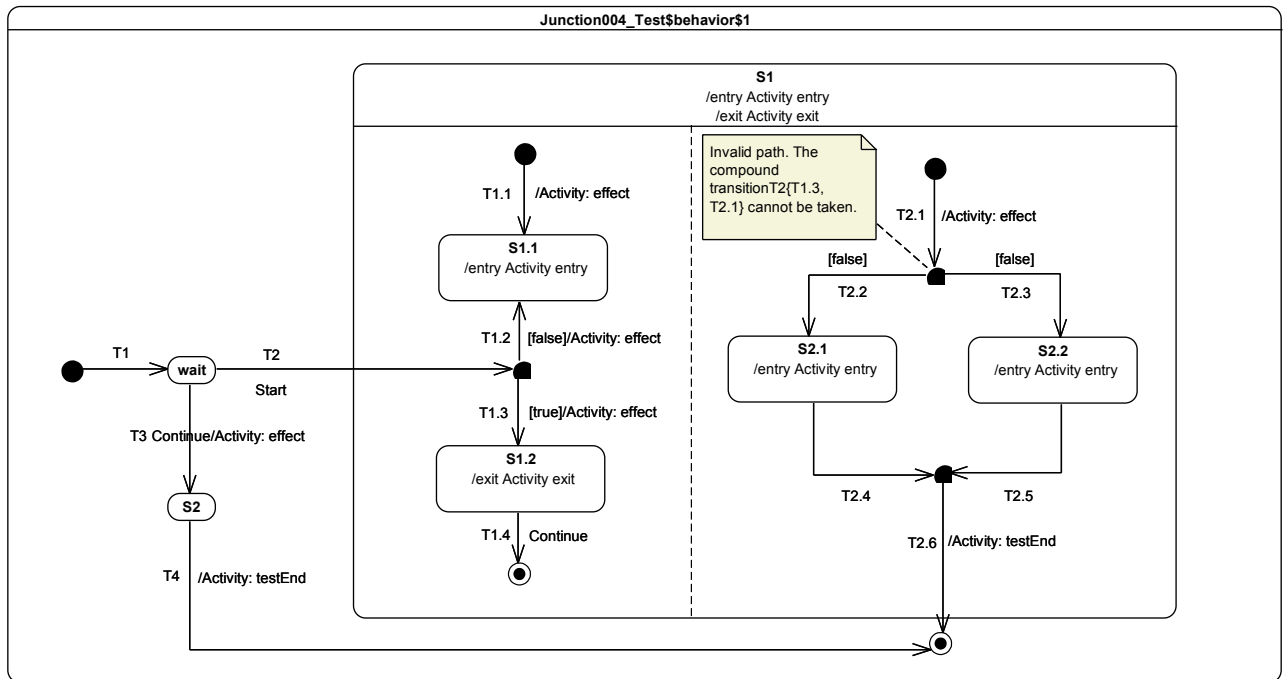 Junction004_Test$behavior$1
S1
/entry Activity entry
/exit Activity exit
Invalid path. The
compound
transitionT2{T1.3,
T2.1} cannot be taken.
T1.1
/Activity: effect
T2.1
/Activity: effect
S1.1
/entry Activity entry
[false]
[false]
T2.2
T2.3
T1.2
[false]/Activity: effect
S2.1
/entry Activity entry
S2.2
/entry Activity entry
T1
wait
T2
Start
T1.3
[true]/Activity: effect
T3 Continue/Activity: effect
S1.2
/exit Activity exit
S2
T2.4
T2.5
T1.4
Continue
T2.6
/Activity: testEnd
T4
/Activity: testEnd